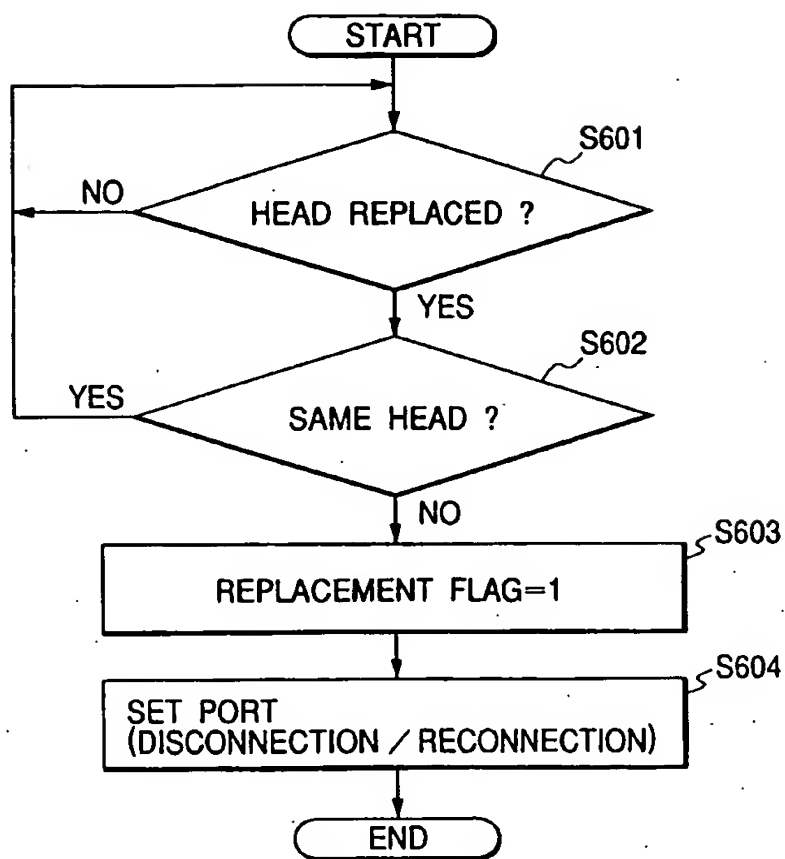 START
S601
HEAD REPLACED ?
NO
YES
S602
SAME HEAD ?
YES
NO
S603
REPLACEMENT FLAG=1
S604
SET PORT
(DISCONNECTION / RECONNECTION)
END